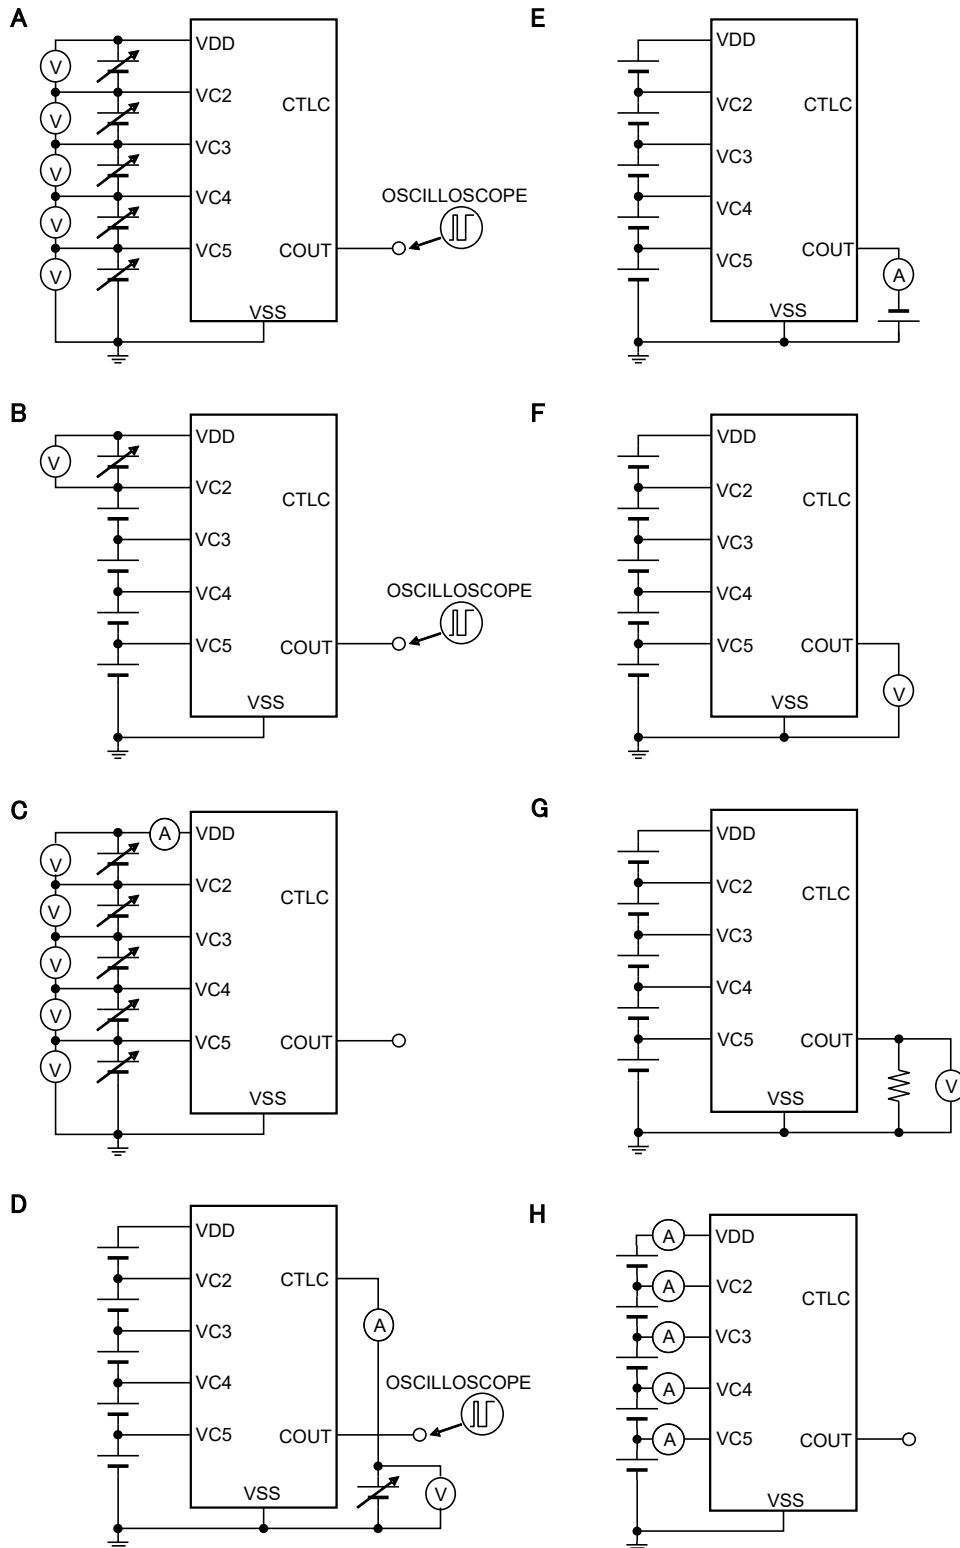 A
V
V
V
V
V
VDD
VC2
VC3
VC4
VC5
CTLC
COUT
VSS
OSCILLOSCOPE
B
V
VDD
VC2
VC3
VC4
VC5
CTLC
COUT
VSS
OSCILLOSCOPE
C
V
V
V
V
V
A
VDD
VC2
VC3
VC4
VC5
CTLC
COUT
VSS
D
VDD
VC2
VC3
VC4
VC5
CTLC
COUT
VSS
A
V
OSCILLOSCOPE
E
VDD
VC2
VC3
VC4
VC5
CTLC
COUT
VSS
A
F
VDD
VC2
VC3
VC4
VC5
CTLC
COUT
VSS
V
G
VDD
VC2
VC3
VC4
VC5
CTLC
COUT
VSS
V
H
A
A
A
A
A
VDD
VC2
VC3
VC4
VC5
CTLC
COUT
VSS